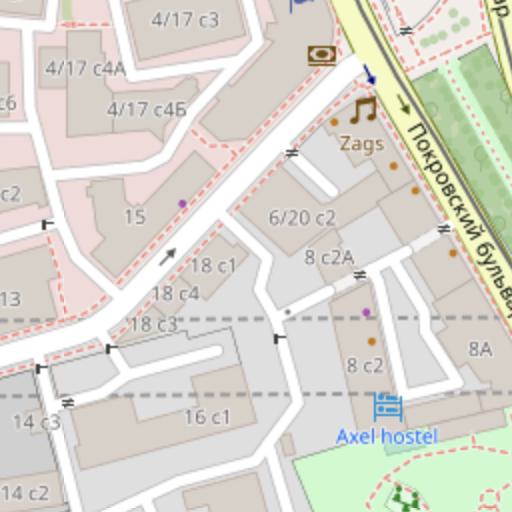 4/17 с3
4/17 с4А
4/17 с4Б
с6
Zags
Покровский бульвар
с2
15
6/20 с2
8 с2А
18 с1
13
18 с4
18 с3
8А
8 с2
16 с1
14 с3
Axel hostel
14 с2